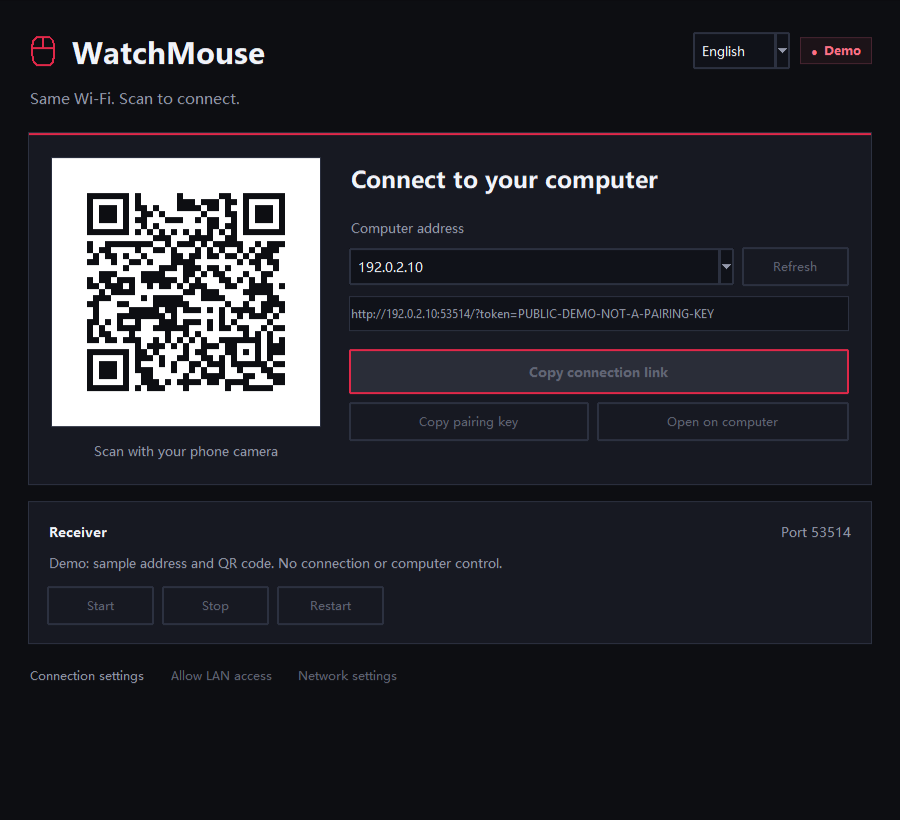 WatchMouse
English
Demo
Same Wi-Fi. Scan to connect.
Connect to your computer
Computer address
192.0.2.10
Refresh
http://192.0.2.10:53514/?token=PUBLIC-DEMO-NOT-A-PAIRING-KEY
Copy connection link
Copy pairing key
Open on computer
Scan with your phone camera
Receiver
Port 53514
Demo: sample address and QR code. No connection or computer control.
Start
Stop
Restart
Connection settings
Allow LAN access
Network settings